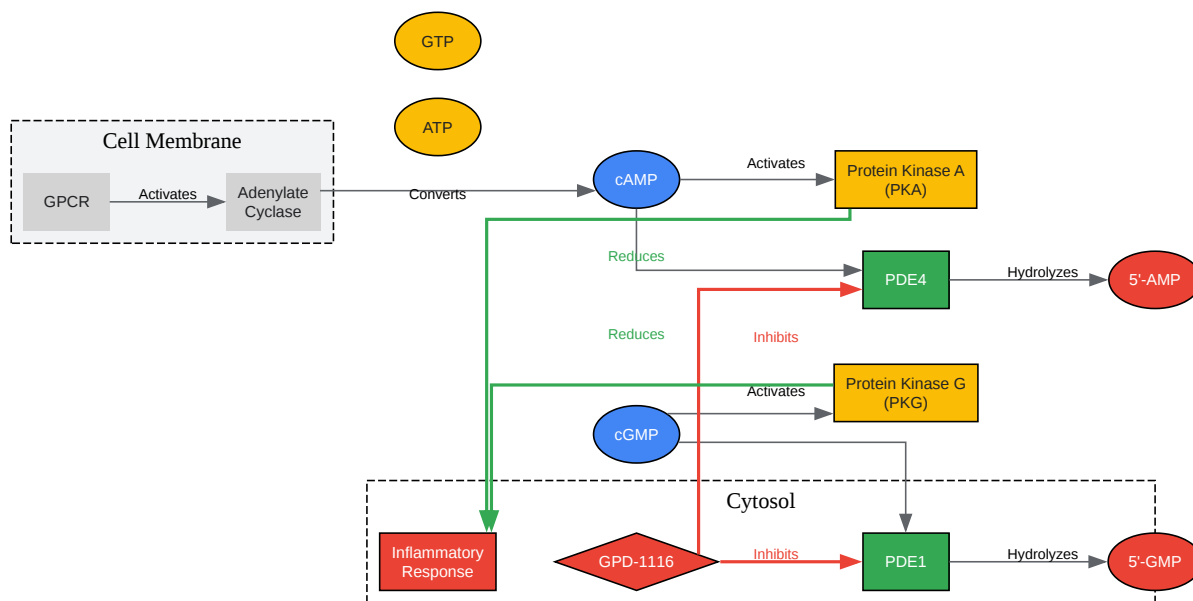 GTP
ATP
Cell Membrane
GPCR
Activates
Adenylate
Cyclase
Converts
cAMP
Activates
Protein Kinase A
(PKA)
Reduces
PDE4
Hydrolyzes
5'-AMP
Reduces
Inhibits
Protein Kinase G
(PKG)
Activates
cGMP
Cytosol
Inflammatory
Response
GPD-1116
Inhibits
PDE1
Hydrolyzes
5'-GMP